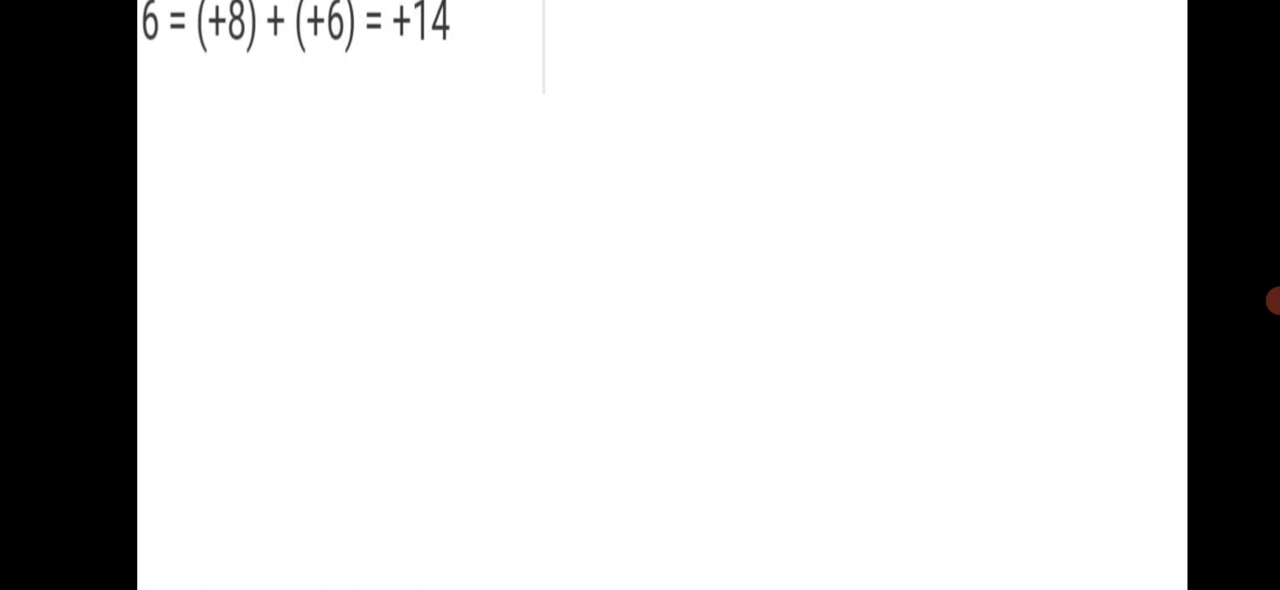 6 = (+8) + (+6) = +14